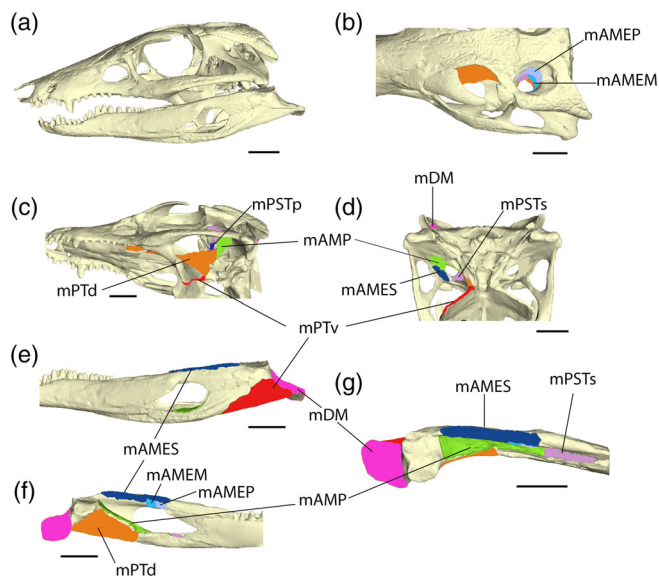 (a)
(b)
mAMEP
mAMEM
(c)
mPSTp
mAMP
mPTd
(d)
mDM
mPSTs
mAMES
mPTv
(e)
mDM
mAMES
(g)
mAMES
mPSTs
(f)
mAMEM
mAMEP
mAMP
mPTd